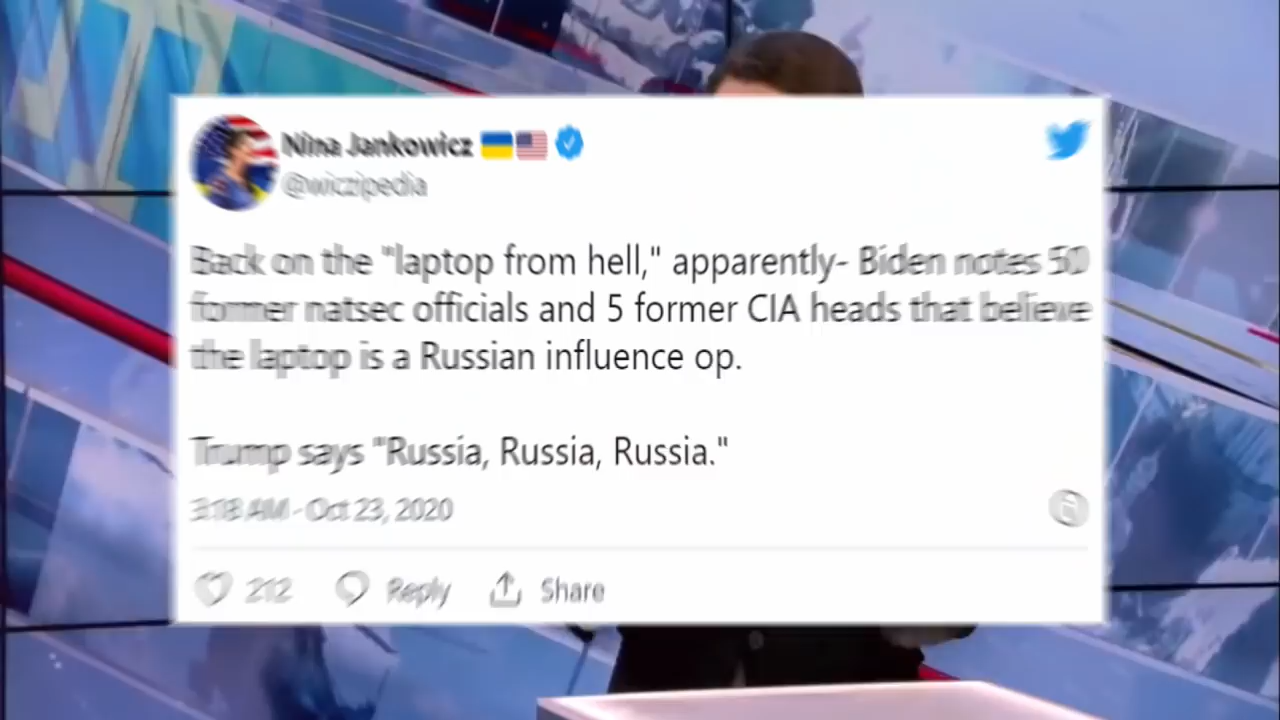 Nina Jankowicz
@wiczipedia
Back on the "laptop from hell," apparently- Biden notes 50
former natsec officials and 5 former CIA heads that believe
the laptop is a Russian influence op.
Trump says "Russia, Russia, Russia."
3:18 AM · Oct 23, 2020
212 Reply Share